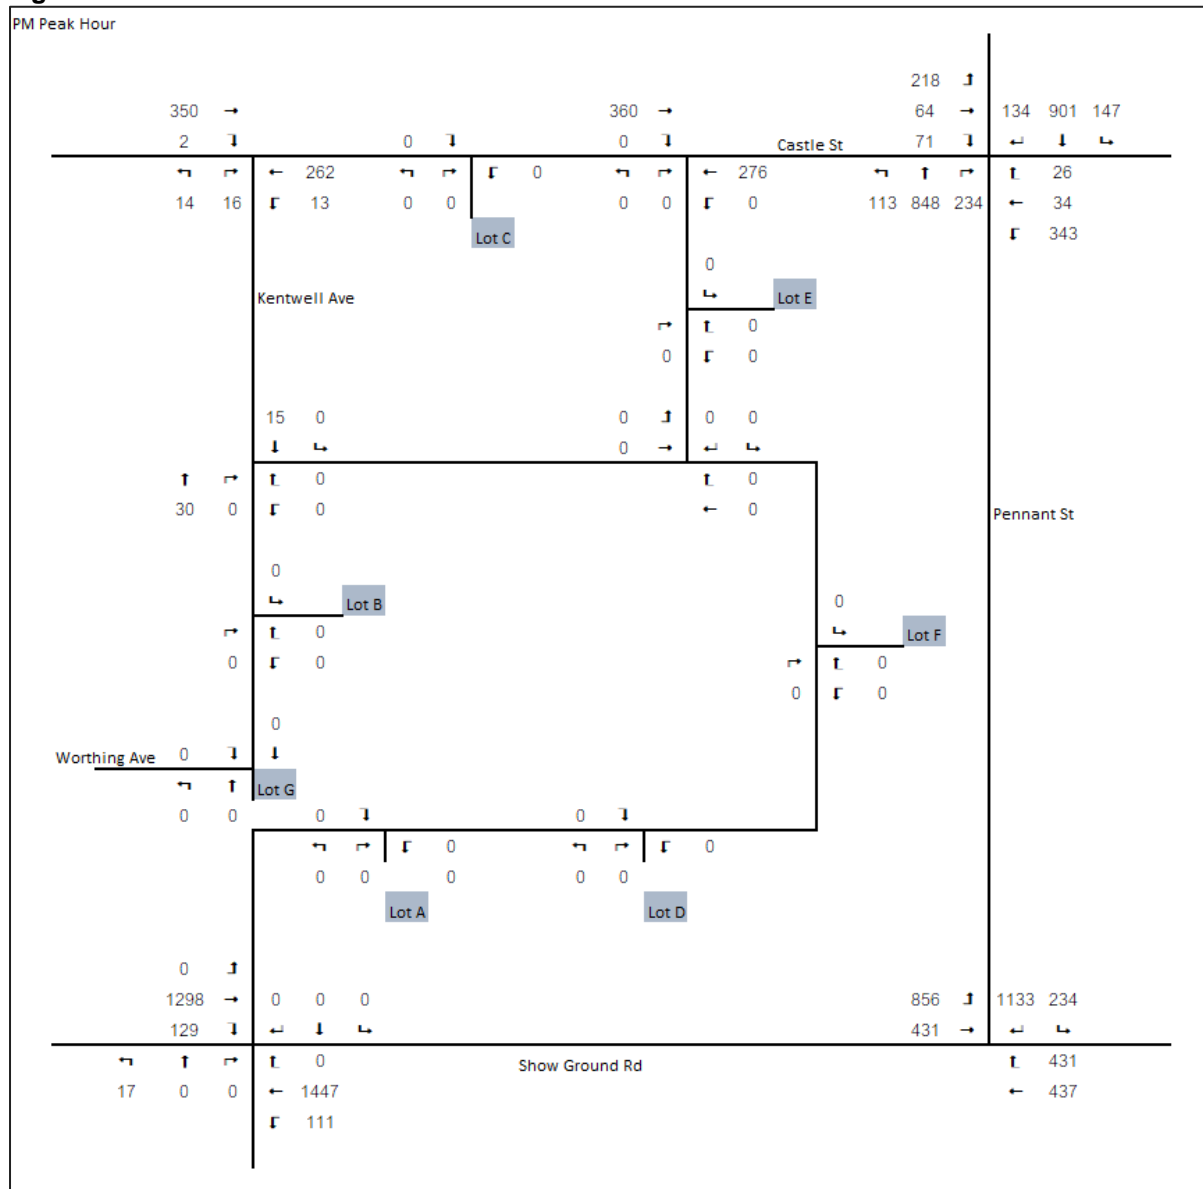 PM Peak Hour
218
350 360 64 134 901 147
2 0 0 Castle St 71
262 0 276 26
14 16 13 0 0 0 0 0 113 848 234 34
Lot C 343
0
Kentwell Ave Lot E
0
0 0
15 0 0 0 0
0
0 0
30 0 0 0 Pennant St
0 0
Lot B Lot F
0 0
0 0 0 0
0
Worthing Ave 0
Lot G
0 0 0 0
0 0
0 0 0 0 0
Lot A Lot D
0
1298 0 0 0 856 1133 234
129 431
0 Show Ground Rd 431
17 0 0 1447 437
111